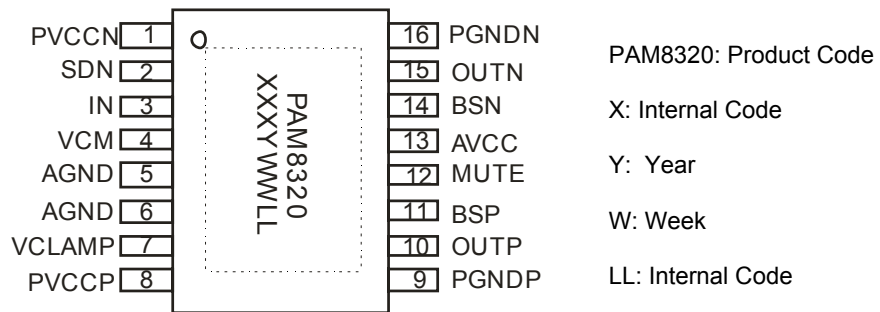 PVCCN 1
SDN 2
IN 3
VCM 4
AGND 5
AGND 6
VCLAMP 7
PVCCP 8
PAM8320
XXXYWWLL
16 PGNDN
15 OUTN
14 BSN
13 AVCC
12 MUTE
11 BSP
10 OUTP
9 PGNDP
PAM8320: Product Code
X: Internal Code
Y: Year
W: Week
LL: Internal Code